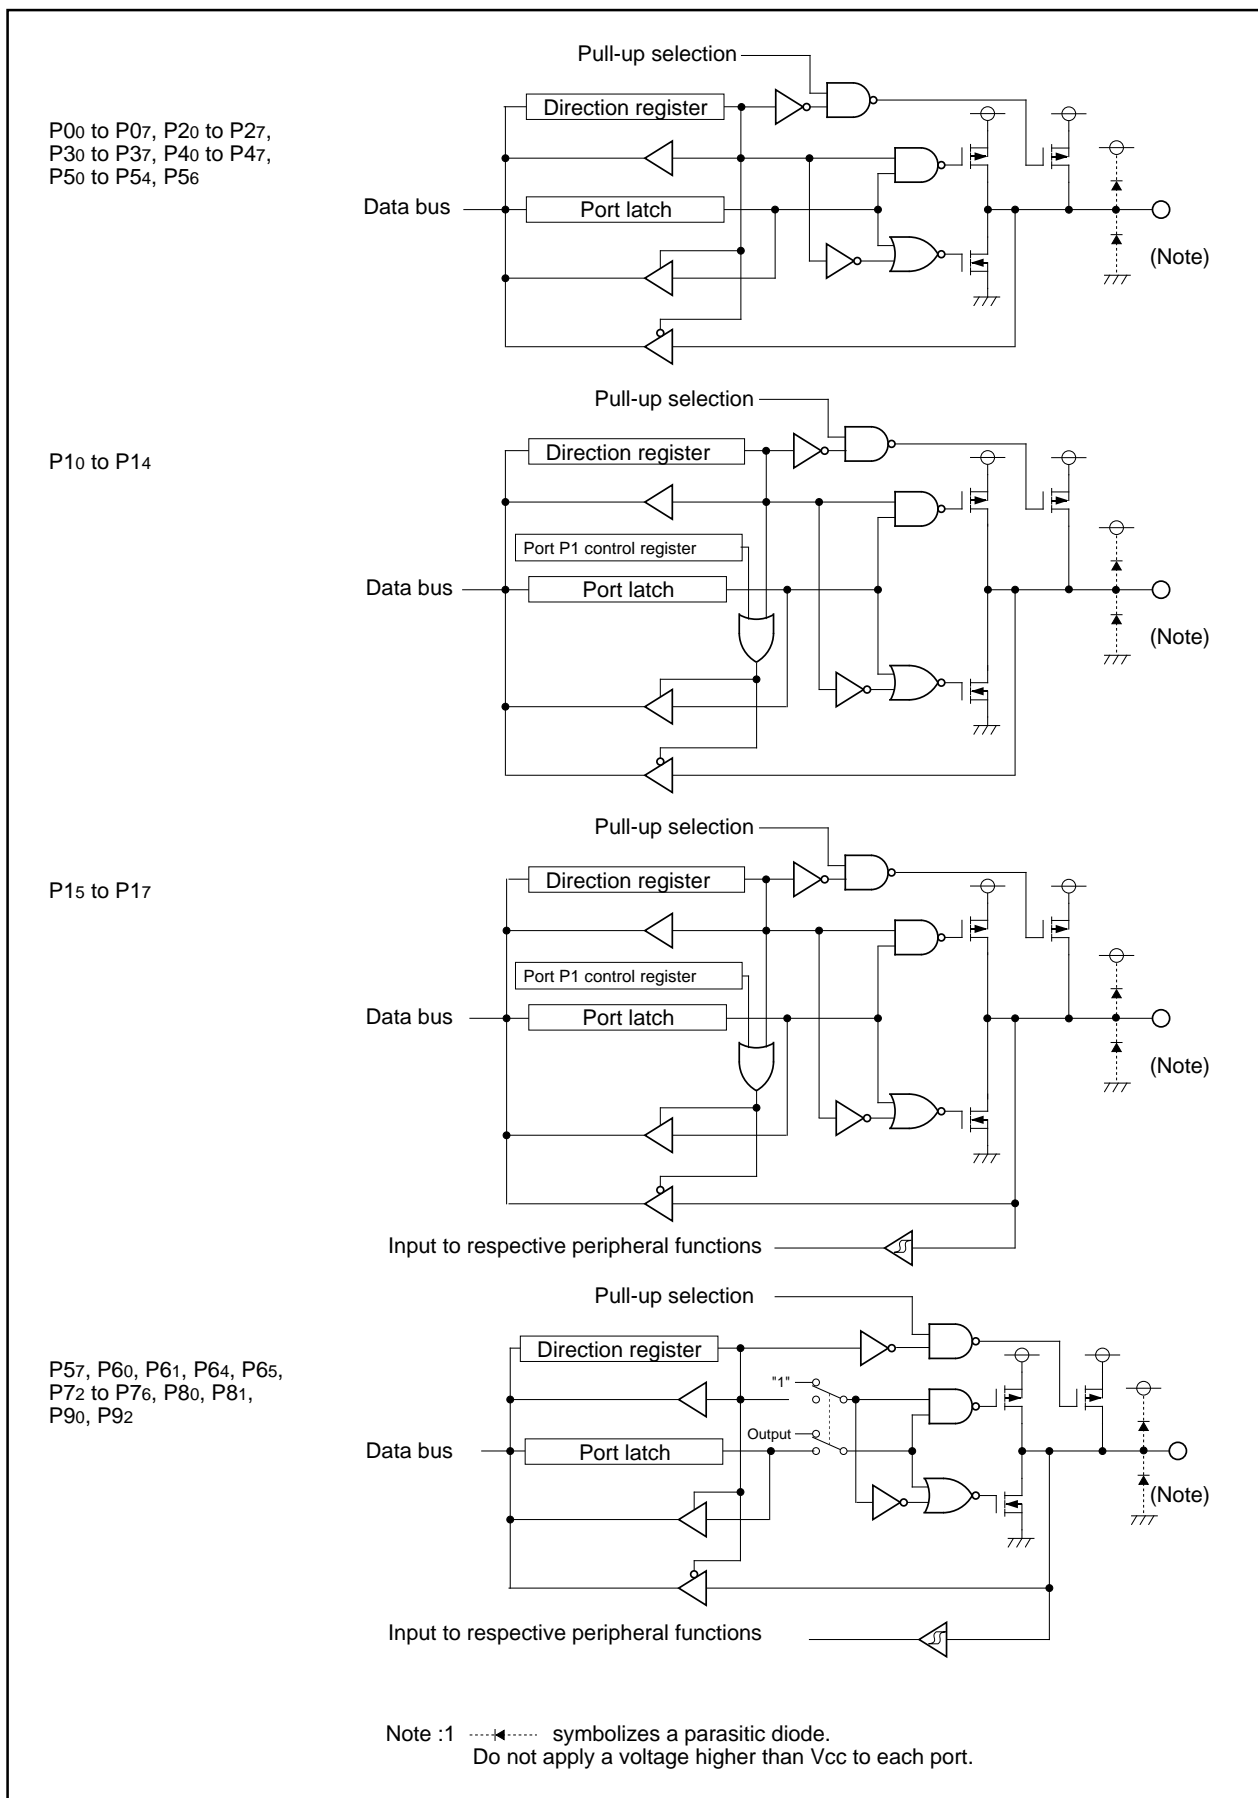 Pull-up selection
Direction register
P00 to P07, P20 to P27,
P30 to P37, P40 to P47,
P50 to P54, P56
Data bus
Port latch
(Note)
Pull-up selection
Direction register
P10 to P14
Port P1 control register
Data bus
Port latch
(Note)
Pull-up selection
Direction register
P15 to P17
Port P1 control register
Data bus
Port latch
(Note)
Input to respective peripheral functions
Pull-up selection
Direction register
P57, P60, P61, P64, P65,
P72 to P76, P80, P81,
P90, P92
"1"
Output
Data bus
Port latch
(Note)
Input to respective peripheral functions
Note :1 symbolizes a parasitic diode.
Do not apply a voltage higher than Vcc to each port.